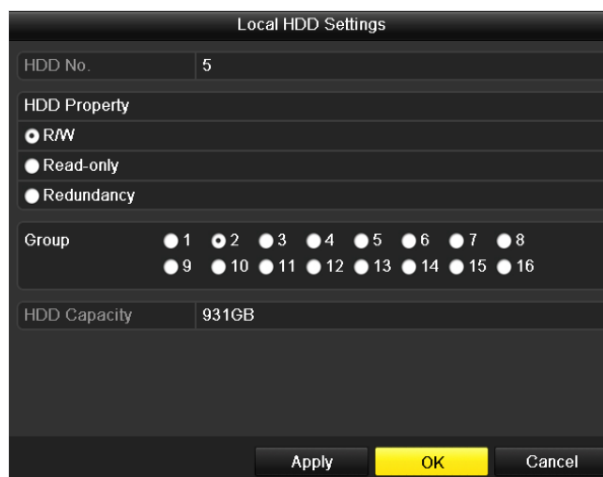 Local HDD Settings
HDD No. 5
HDD Property
R/W
Read-only
Redundancy
Group 1 2 3 4 5 6 7 8
9 10 11 12 13 14 15 16
HDD Capacity 931GB
Apply OK Cancel